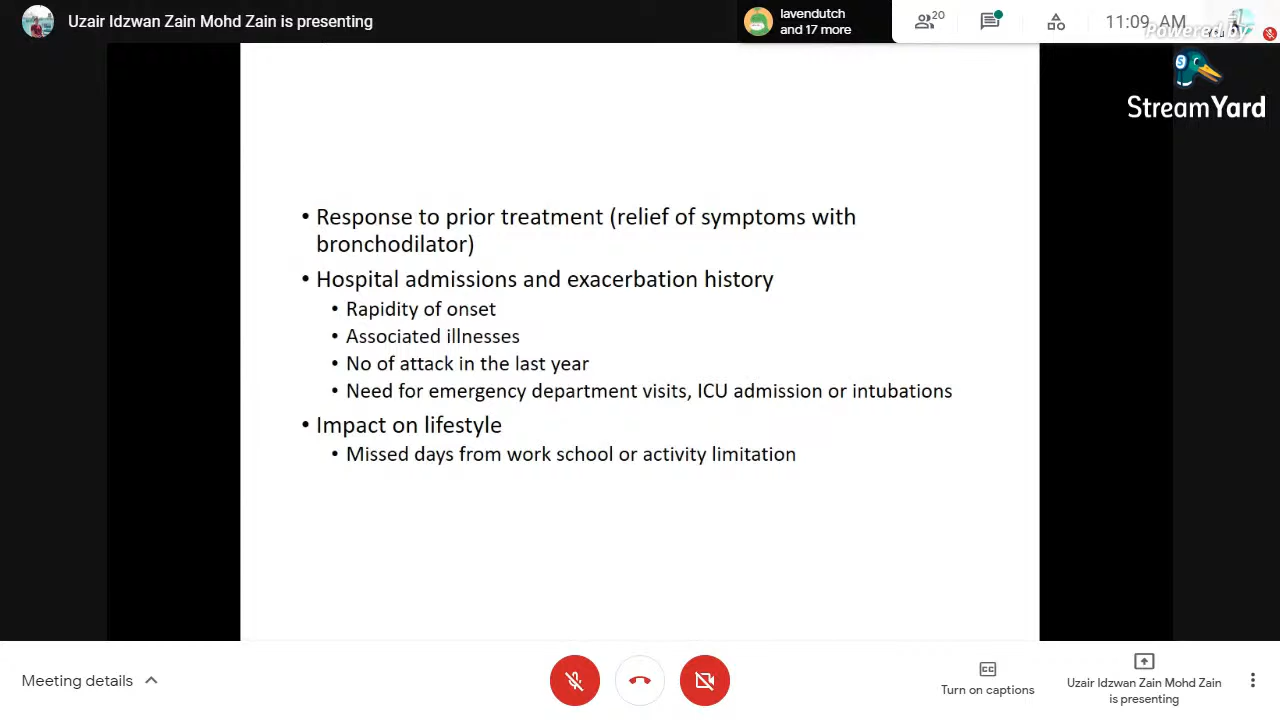 Uzair Idzwan Zain Mohd Zain is presenting
lavendutch
and 17 more
20
11:09 AM
Powered by
You
StreamYard
• Response to prior treatment (relief of symptoms with
bronchodilator)
• Hospital admissions and exacerbation history
• Rapidity of onset
• Associated illnesses
• No of attack in the last year
• Need for emergency department visits, ICU admission or intubations
• Impact on lifestyle
• Missed days from work school or activity limitation
Meeting details
CC
Turn on captions
Uzair Idzwan Zain Mohd Zain
is presenting